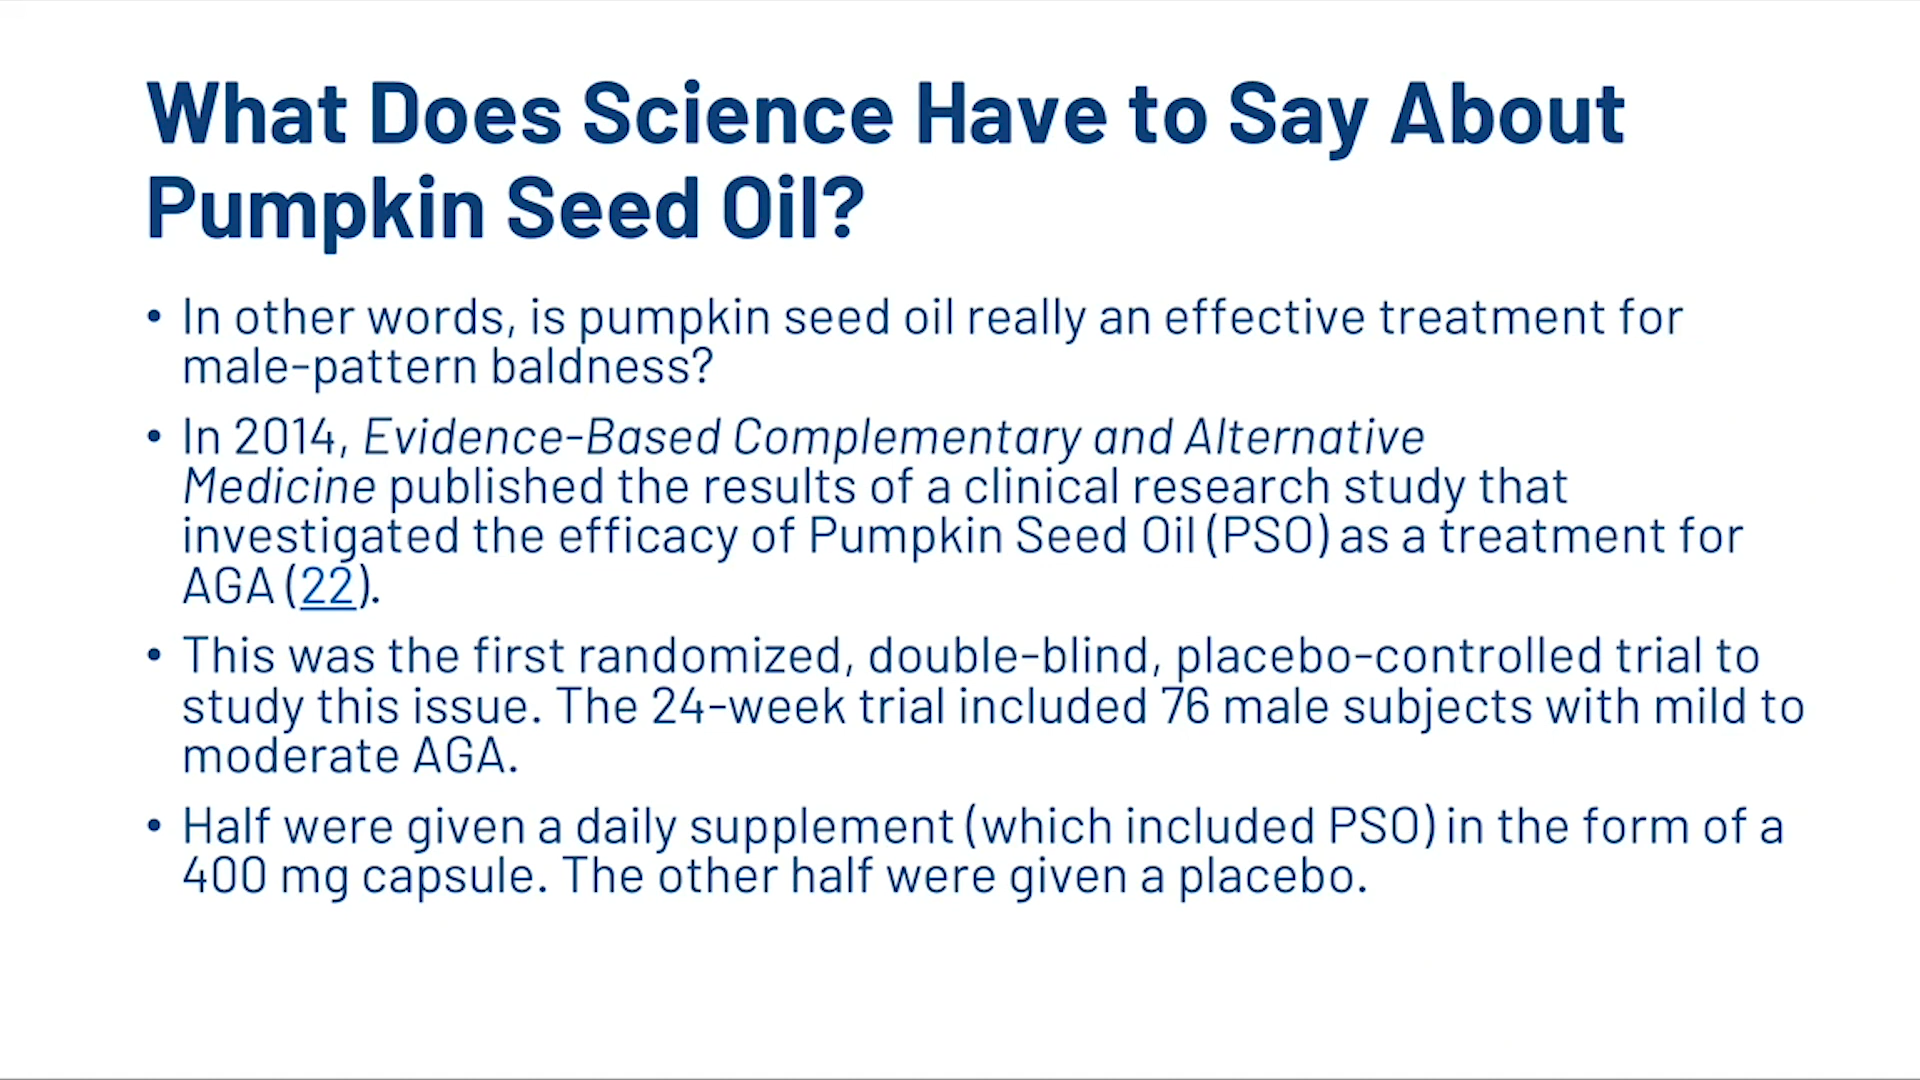 What Does Science Have to Say About
Pumpkin Seed Oil?
• In other words, is pumpkin seed oil really an effective treatment for
male-pattern baldness?
• In 2014, Evidence-Based Complementary and Alternative
Medicine published the results of a clinical research study that
investigated the efficacy of Pumpkin Seed Oil (PSO) as a treatment for
AGA (22).
• This was the first randomized, double-blind, placebo-controlled trial to
study this issue. The 24-week trial included 76 male subjects with mild to
moderate AGA.
• Half were given a daily supplement (which included PSO) in the form of a
400 mg capsule. The other half were given a placebo.